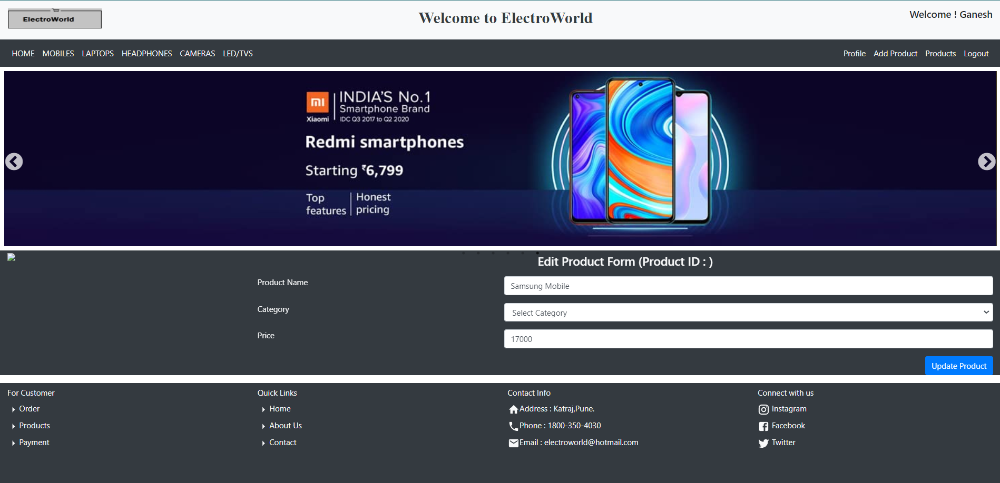 ElectroWorld
Welcome to ElectroWorld
Welcome ! Ganesh
HOME MOBILES LAPTOPS HEADPHONES CAMERAS LED/TVS
Profile Add Product Products Logout
mi
Xiaomi
INDIA'S No.1
Smartphone Brand
IDC Q3 2017 to Q2 2020
Redmi smartphones
Starting ₹6,799
Top
features
Honest
pricing
Edit Product Form (Product ID : )
Product Name
Samsung Mobile
Category
Select Category
Price
17000
Update Product
For Customer
Order
Products
Payment
Quick Links
Home
About Us
Contact
Contact Info
Address : Katraj,Pune.
Phone : 1800-350-4030
Email : electroworld@hotmail.com
Connect with us
Instagram
Facebook
Twitter